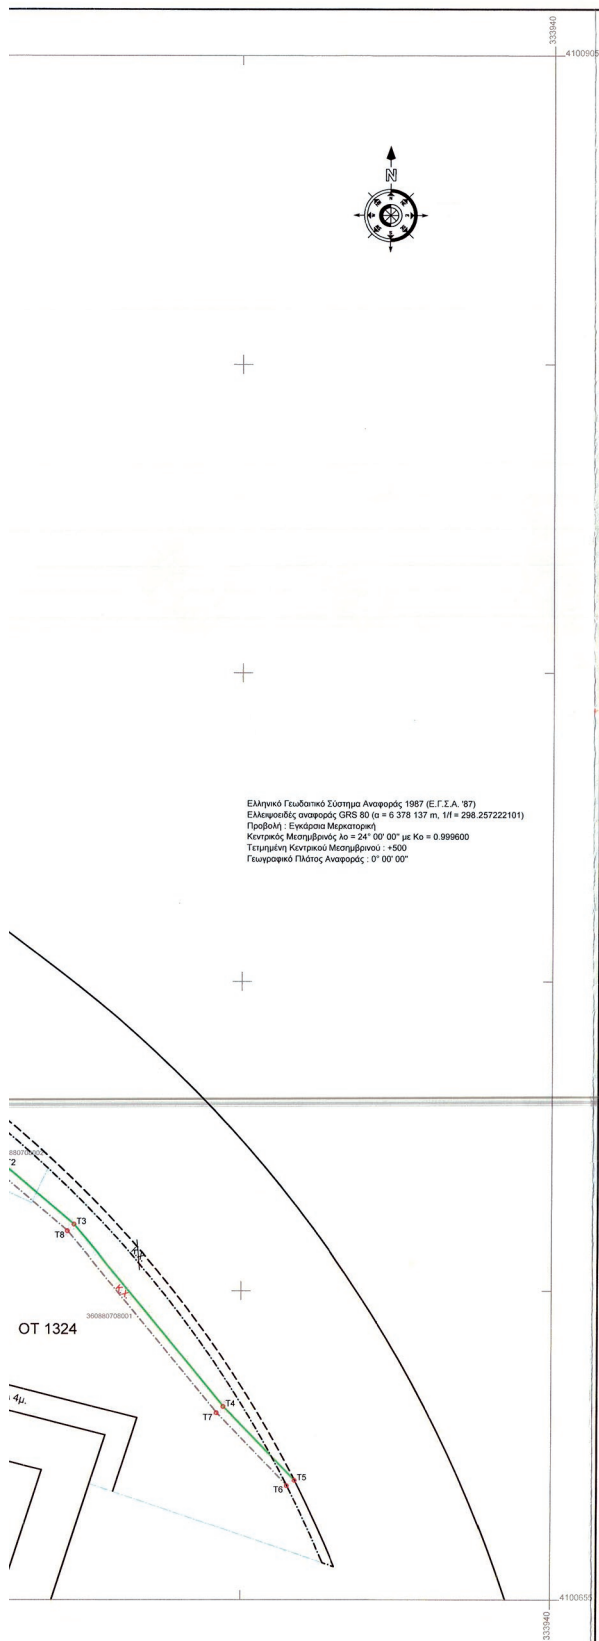 333940
4100905
N
Ελληνικό Γεωδαιτικό Σύστημα Αναφοράς 1987 (Ε.Γ.Σ.Α. '87)
Ελλειψοειδές αναφοράς GRS 80 (α = 6 378 137 m, 1/f = 298.257222101)
Προβολή : Εγκάρσια Μερκατορική
Κεντρικός Μεσημβρινός λο = 24° 00' 00" με Κο = 0.999600
Τετμημένη Κεντρικού Μεσημβρινού : +500
Γεωγραφικό Πλάτος Αναφοράς : 0° 00' 00"
T3
T8
360880708001
ΟΤ 1324
4μ.
T4
T7
T5
T6
4100655
333940